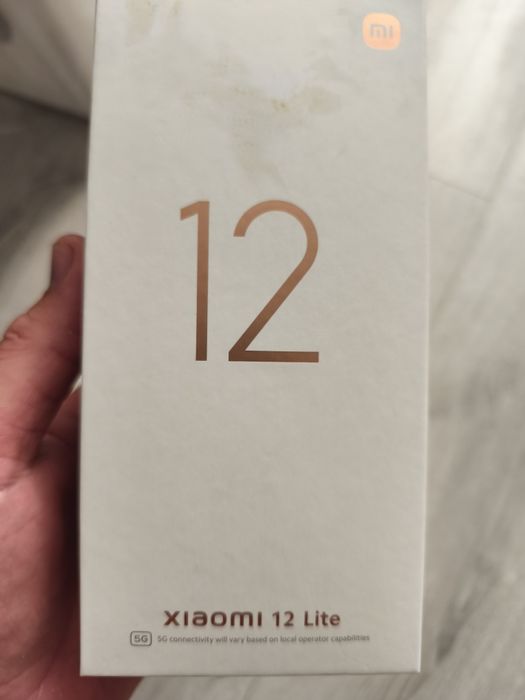 mi
12
xiaomi 12 Lite
5G 5G connectivity will vary based on local operator capabilities